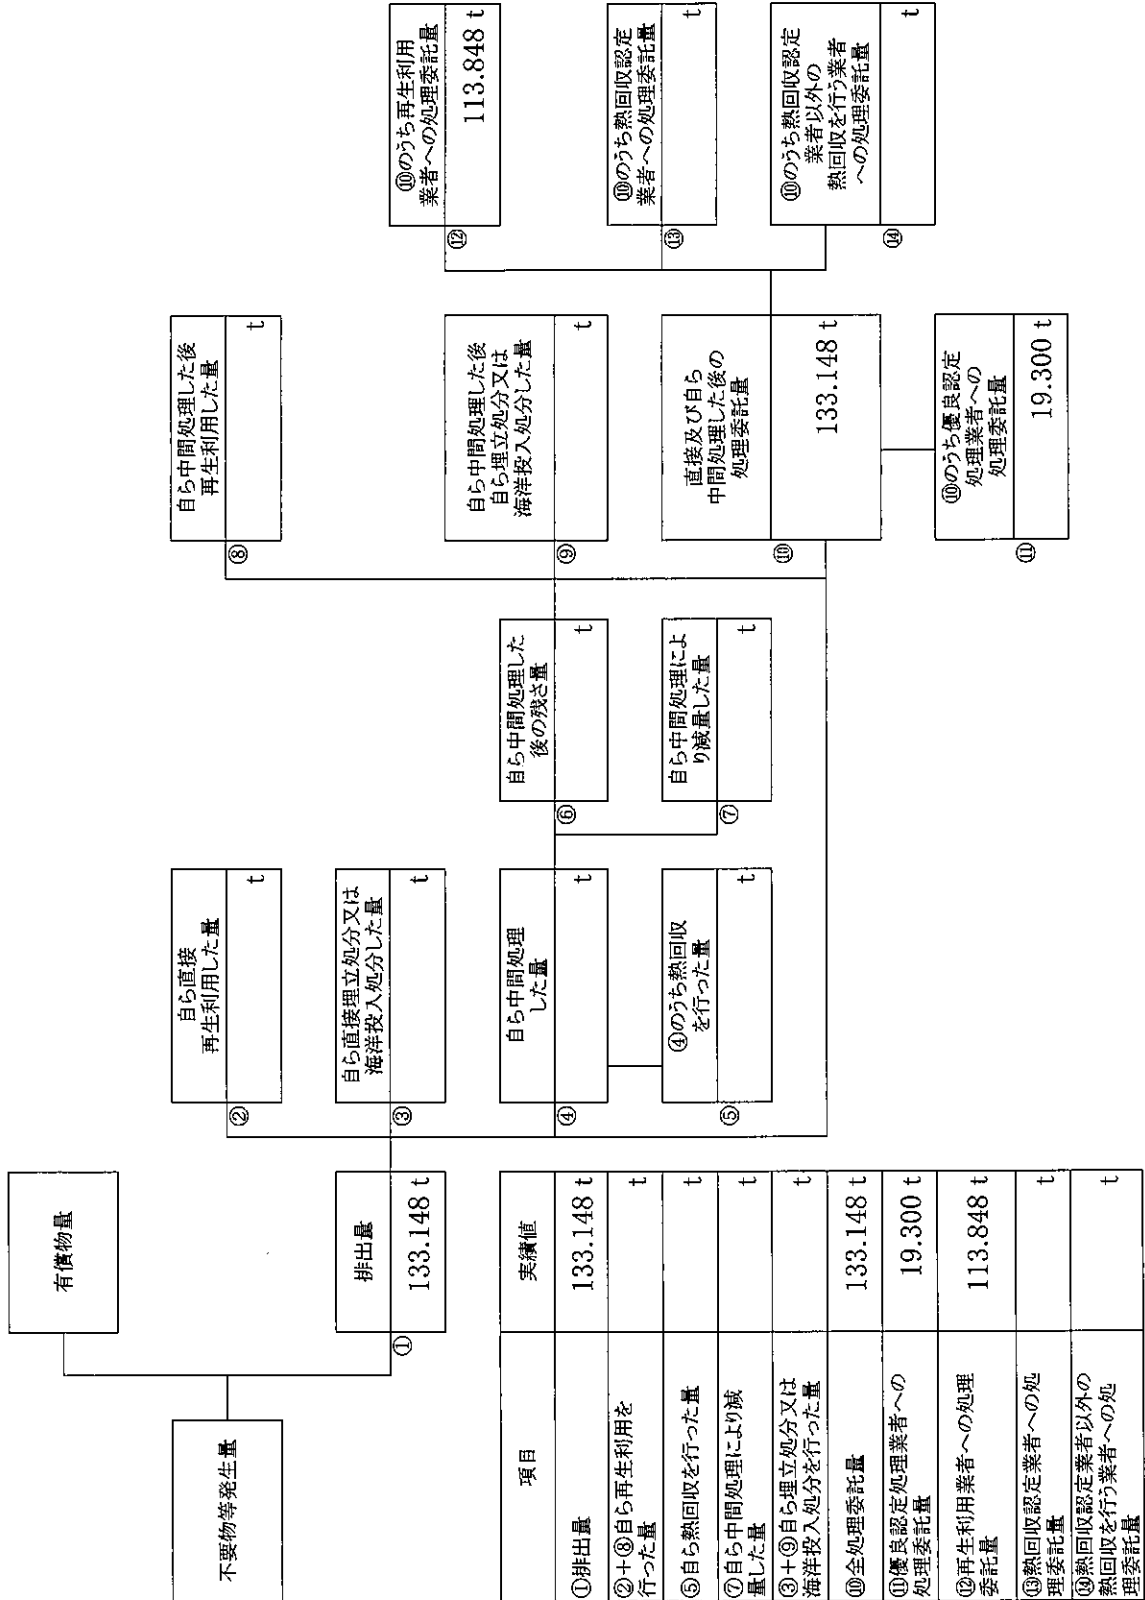 不要物等発生量
有償物量
排出量
①
133.148 t
自ら直接
再生利用した量
②
t
自ら直接埋立処分又は
海洋投入処分した量
③
t
自ら中間処理
した量
④
t
④のうち熱回収
を行った量
⑤
t
自ら中間処理した
後の残さ量
⑥
t
自ら中間処理によ
り減量した量
⑦
t
自ら中間処理した後
再生利用した量
⑧
t
自ら中間処理した後
自ら埋立処分又は
海洋投入処分した量
⑨
t
直接及び自ら
中間処理した後の
処理委託量
⑩
133.148 t
⑩のうち優良認定
処理業者への
処理委託量
⑪
19.300 t
⑩のうち再生利用
業者への処理委託量
⑫
113.848 t
⑩のうち熱回収認定
業者への処理委託量
⑬
t
⑩のうち熱回収認定
業者以外の
熱回収を行う業者
への処理委託量
⑭
t
項目 実績値
①排出量 133.148 t
②+⑧自ら再生利用を
行った量 t
⑤自ら熱回収を行った量 t
⑦自ら中間処理により減
量した量 t
③+⑨自ら埋立処分又は
海洋投入処分を行った量 t
⑩全処理委託量 133.148 t
⑪優良認定処理業者への
処理委託量 19.300 t
⑫再生利用業者への処理
委託量 113.848 t
⑬熱回収認定業者への処
理委託量 t
⑭熱回収認定業者以外の
熱回収を行う業者への処
理委託量 t